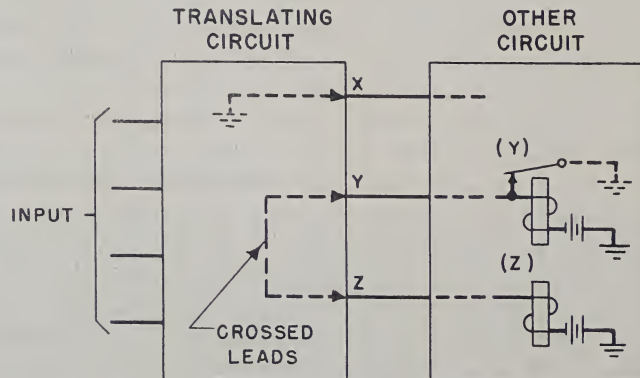 TRANSLATING
CIRCUIT
OTHER
CIRCUIT
X
(Y)
Y
INPUT
(Z)
Z
CROSSED
LEADS